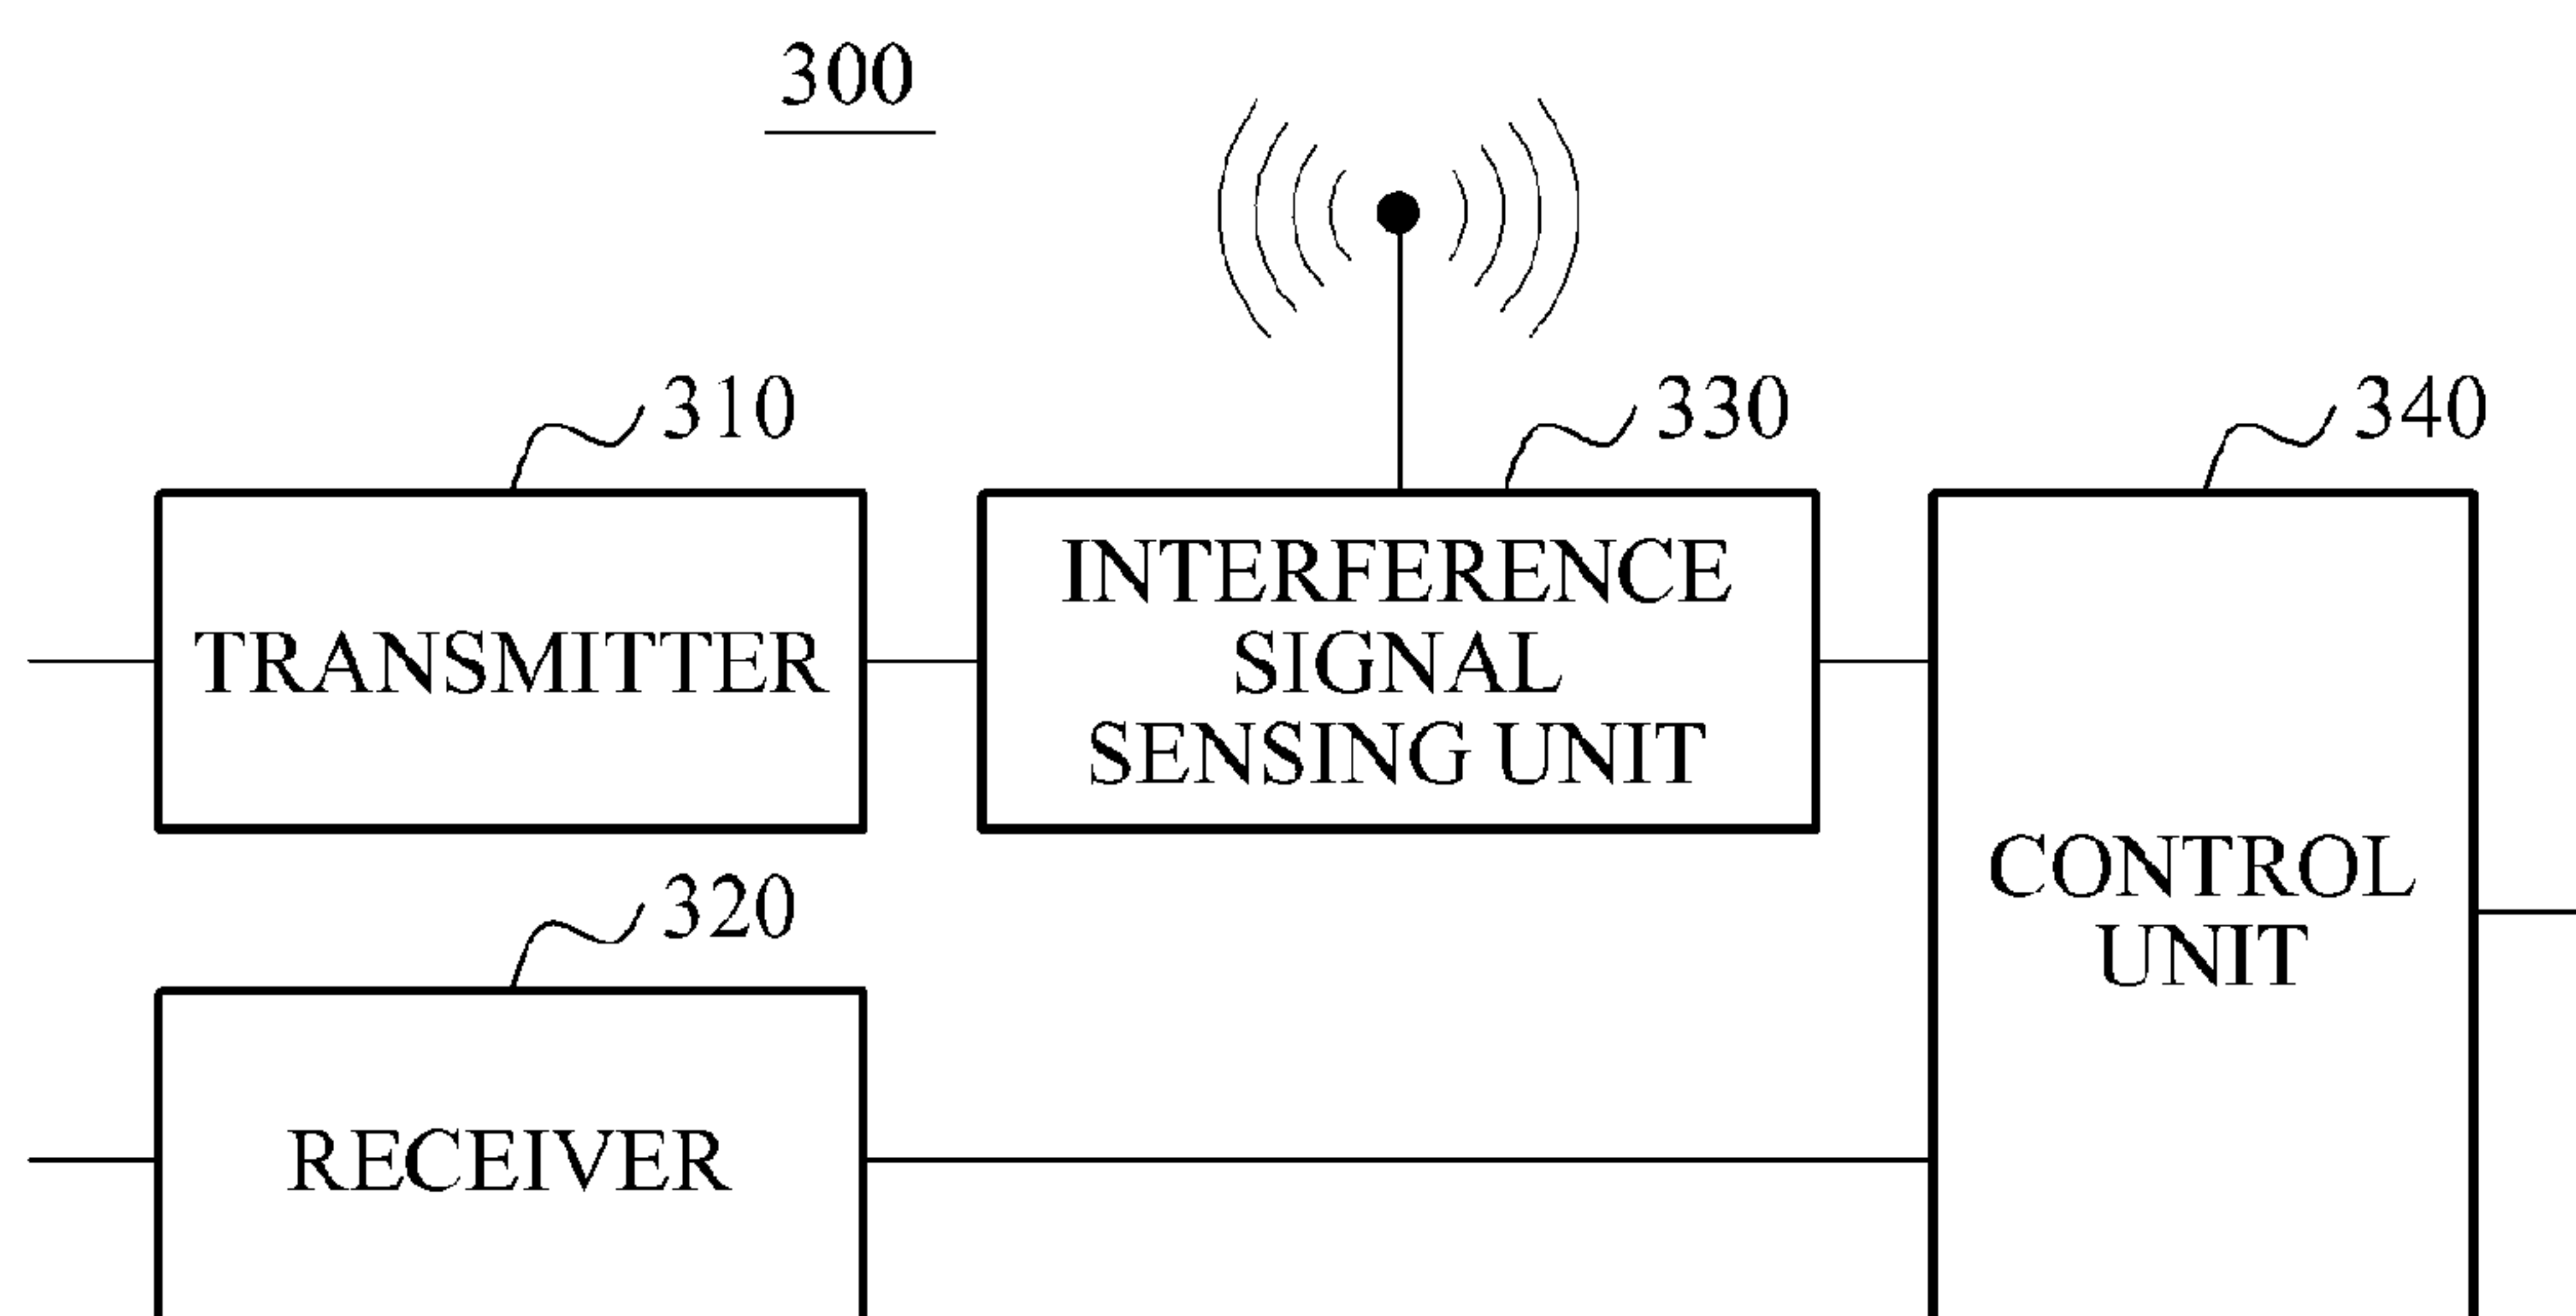 300
310
330
340
TRANSMITTER
INTERFERENCE
SIGNAL
SENSING UNIT
CONTROL
UNIT
320
RECEIVER